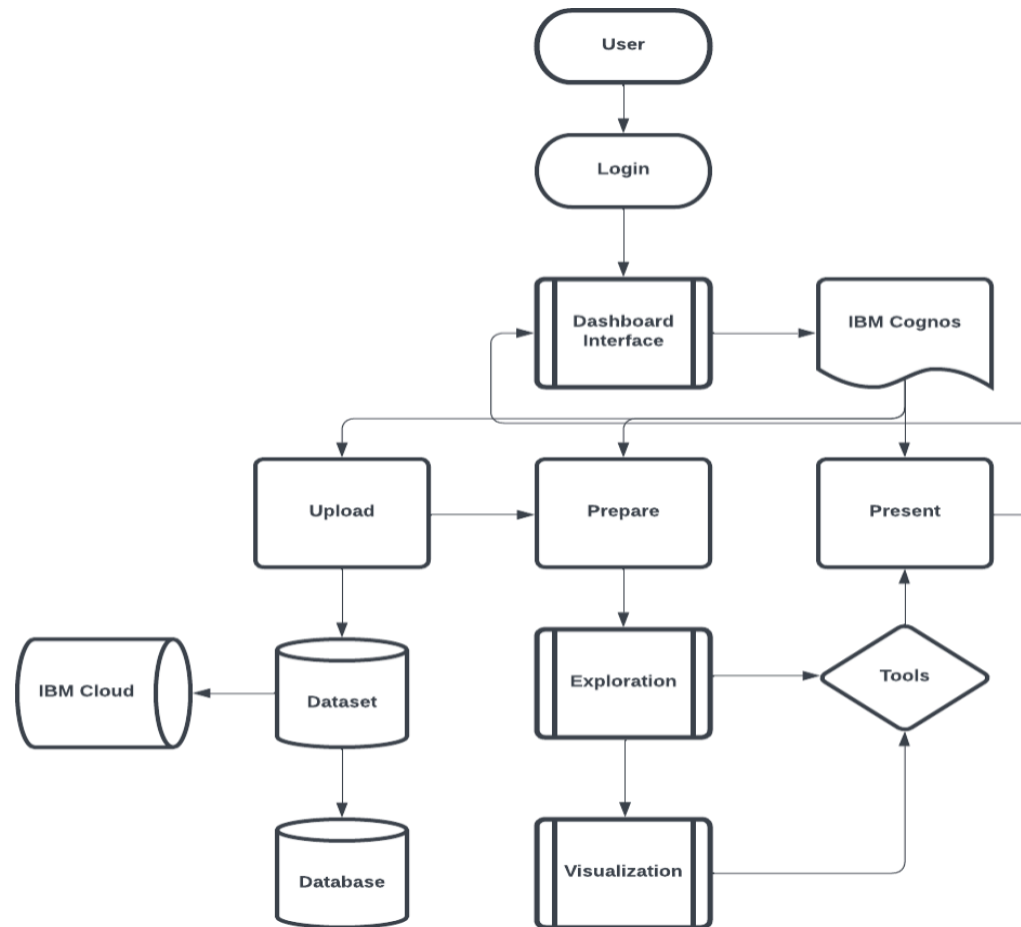 User
Login
Dashboard
Interface
IBM Cognos
Upload
Prepare
Present
IBM Cloud
Dataset
Exploration
Tools
Database
Visualization